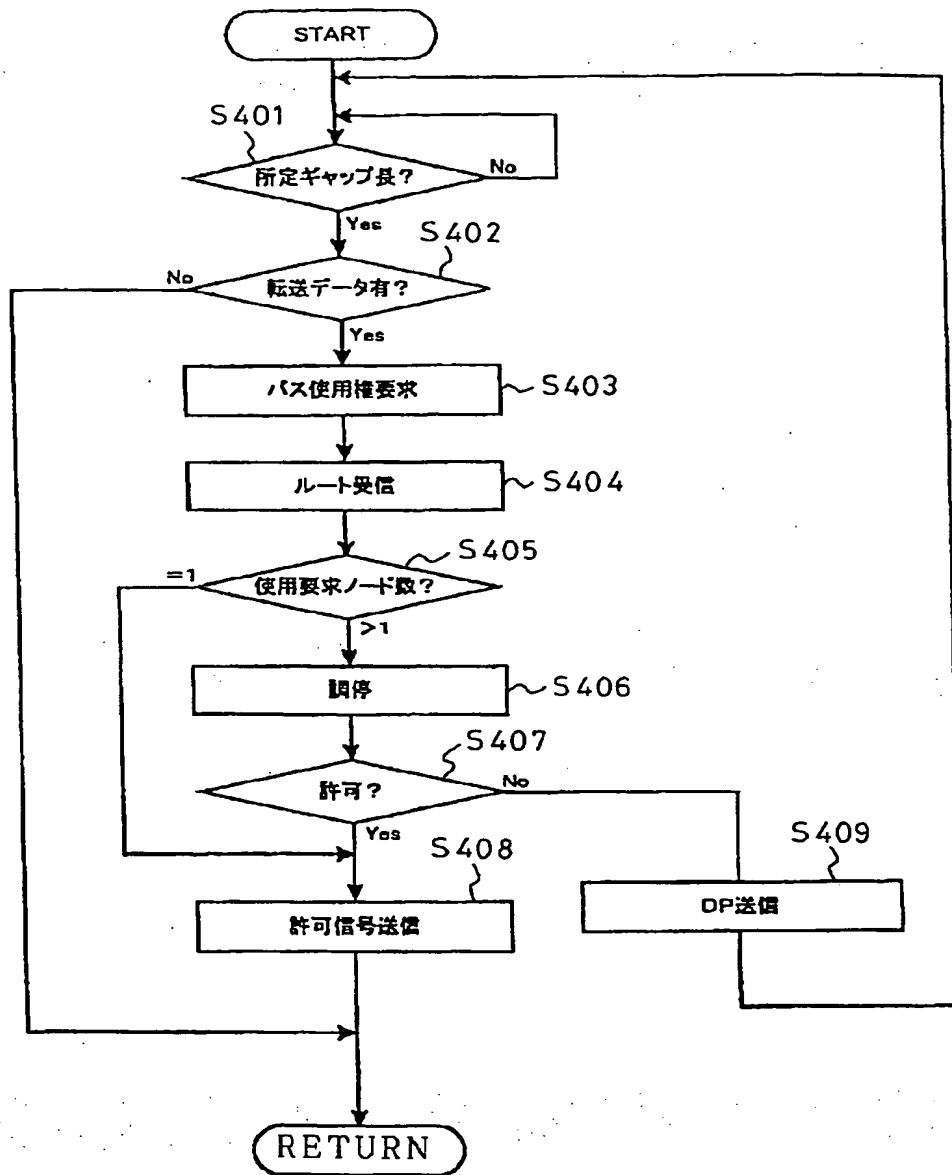 START
S401
所定ギャップ長?
No
Yes
S402
No
転送データ有?
Yes
バス使用権要求
S403
ルート受信
S404
S405
=1
使用要求ノード数?
>1
調停
S406
S407
許可?
No
Yes
S408
S409
許可信号送信
DP送信
RETURN